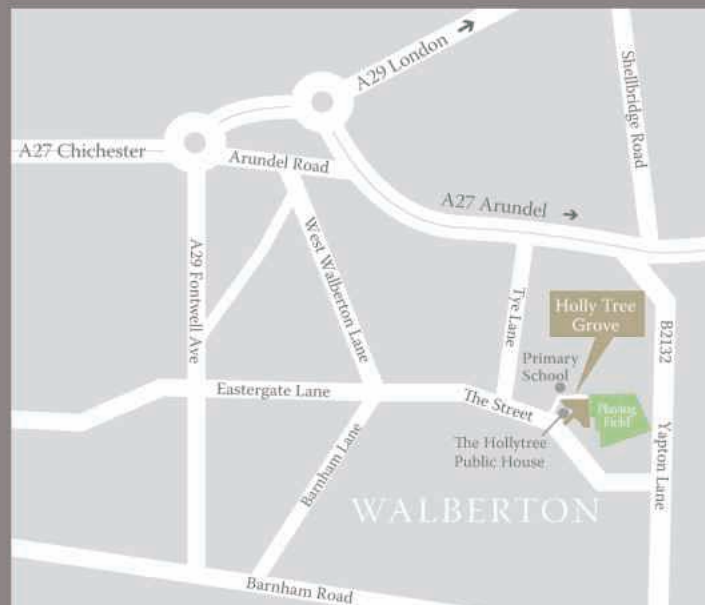 A29 London
Shellbridge Road
A27 Chichester
Arundel Road
A27 Arundel
A29 Fontwell Ave
West Walberton Lane
Tye Lane
Holly Tree
Grove
B2132
Primary
School
Eastergate Lane
The Street
Playing
Field
The Hollytree
Public House
Yapton Lane
Barnham Lane
WALBERTON
Barnham Road